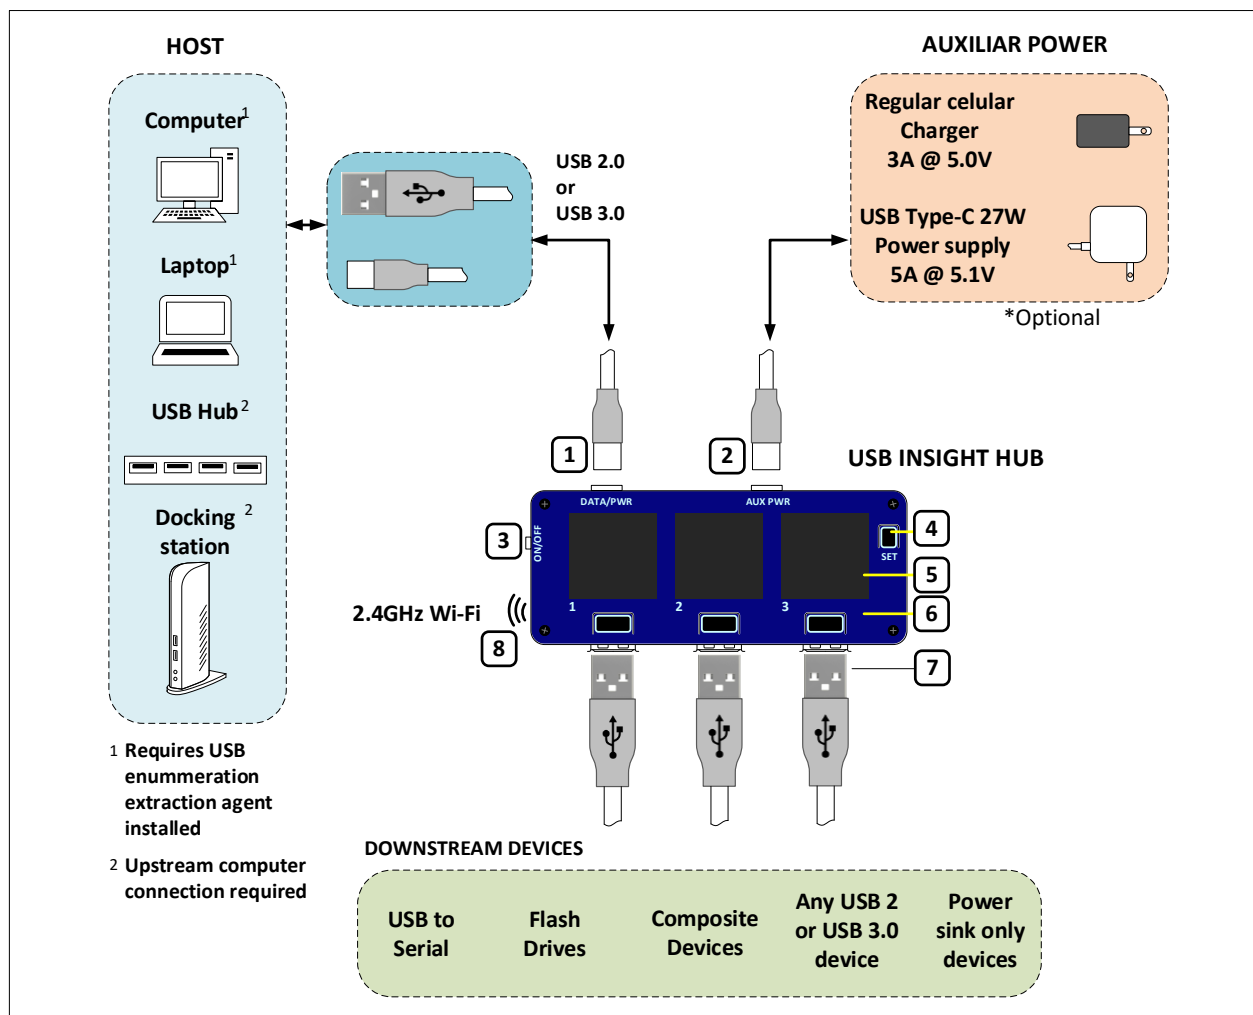 HOST
Computer1
Laptop1
USB Hub2
Docking 2
station
1 Requires USB
enummeration
extraction agent
installed
2 Upstream computer
connection required
USB 2.0
or
USB 3.0
AUXILIAR POWER
Regular celular
Charger
3A @ 5.0V
USB Type-C 27W
Power supply
5A @ 5.1V
*Optional
1
2
USB INSIGHT HUB
DATA/PWR
AUX PWR
3
ON/OFF
SET
4
5
6
1
2
3
2.4GHz Wi-Fi
8
7
DOWNSTREAM DEVICES
USB to
Serial
Flash
Drives
Composite
Devices
Any USB 2
or USB 3.0
device
Power
sink only
devices